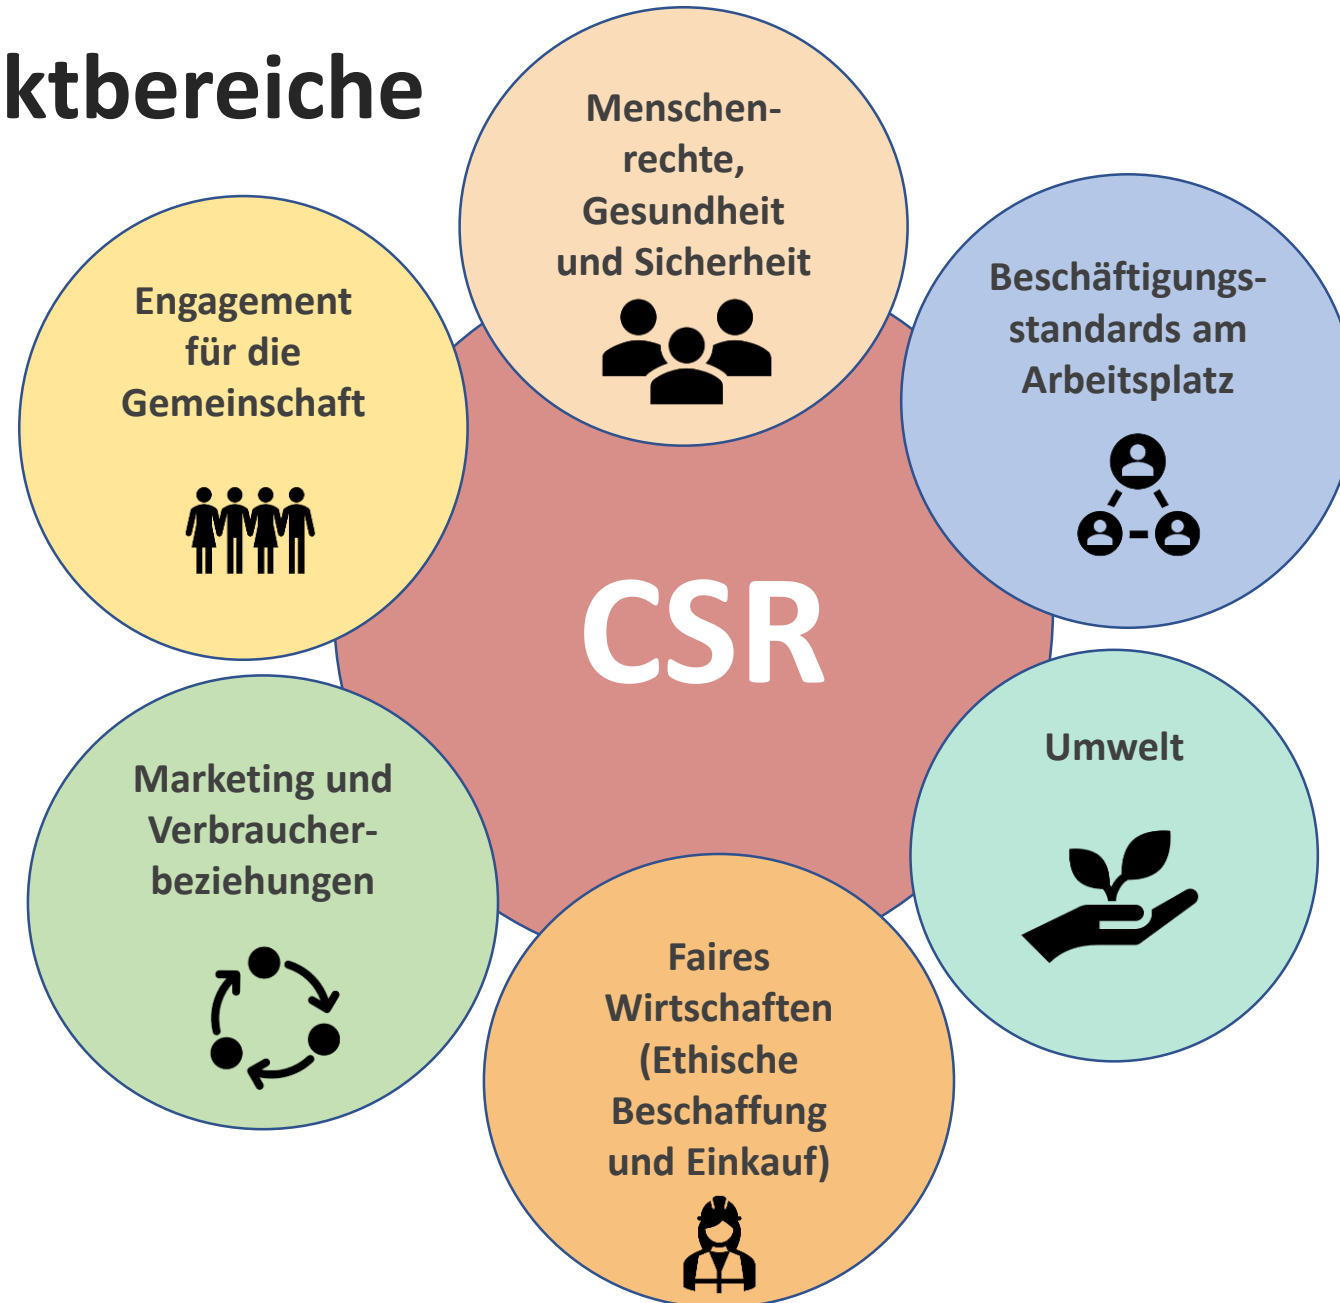 ktbereiche
Menschen-
rechte,
Gesundheit
und Sicherheit
Beschäftigungs-
standards am
Arbeitsplatz
Umwelt
Faires
Wirtschaften
(Ethische
Beschaffung
und Einkauf)
Marketing und
Verbraucher-
beziehungen
Engagement
für die
Gemeinschaft
CSR